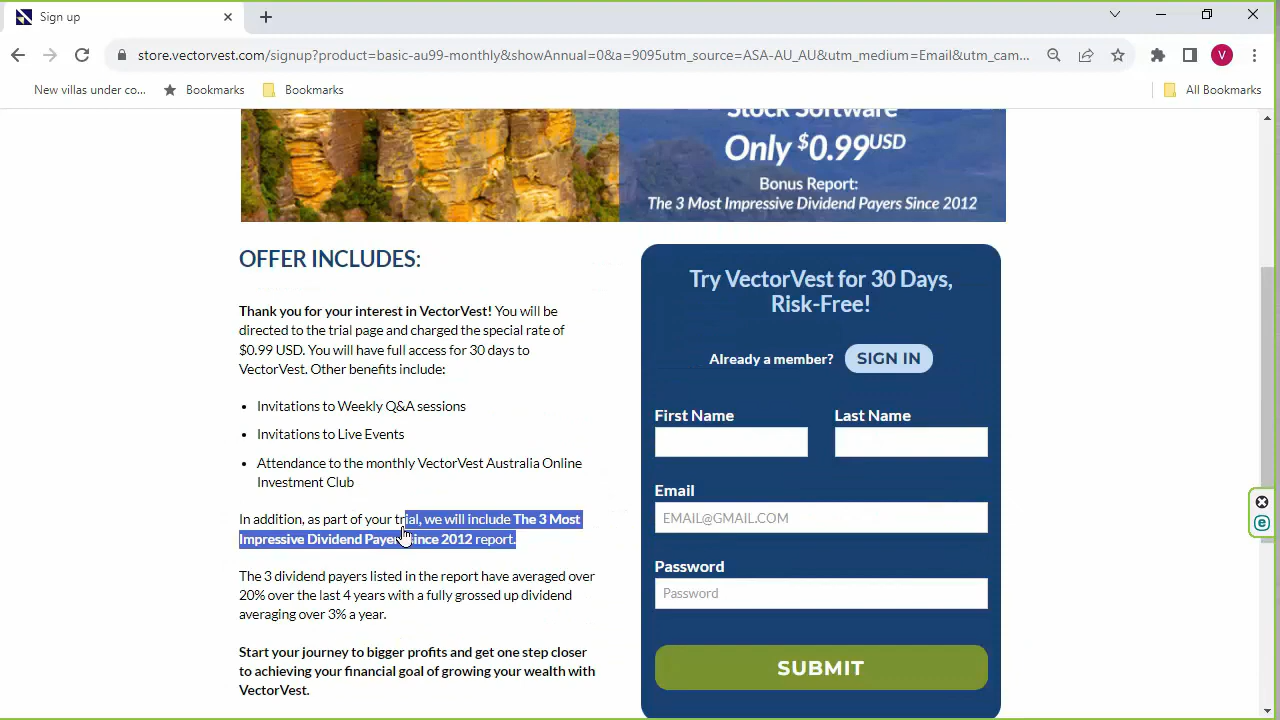 Sign up
store.vectorvest.com/signup?product=basic-au99-monthly&showAnnual=0&a=9095utm_source=ASA-AU_AU&utm_medium=Email&utm_cam...
V
New villas under co...
Bookmarks
Bookmarks
All Bookmarks
Stock Software
Only $0.99USD
Bonus Report:
The 3 Most Impressive Dividend Payers Since 2012
OFFER INCLUDES:
Thank you for your interest in VectorVest! You will be
directed to the trial page and charged the special rate of
$0.99 USD. You will have full access for 30 days to
VectorVest. Other benefits include:
• Invitations to Weekly Q&A sessions
• Invitations to Live Events
• Attendance to the monthly VectorVest Australia Online
Investment Club
In addition, as part of your trial, we will include The 3 Most
Impressive Dividend Payers Since 2012 report.
The 3 dividend payers listed in the report have averaged over
20% over the last 4 years with a fully grossed up dividend
averaging over 3% a year.
Start your journey to bigger profits and get one step closer
to achieving your financial goal of growing your wealth with
VectorVest.
Try VectorVest for 30 Days,
Risk-Free!
Already a member?
SIGN IN
First Name
Last Name
Email
EMAIL@GMAIL.COM
Password
Password
SUBMIT